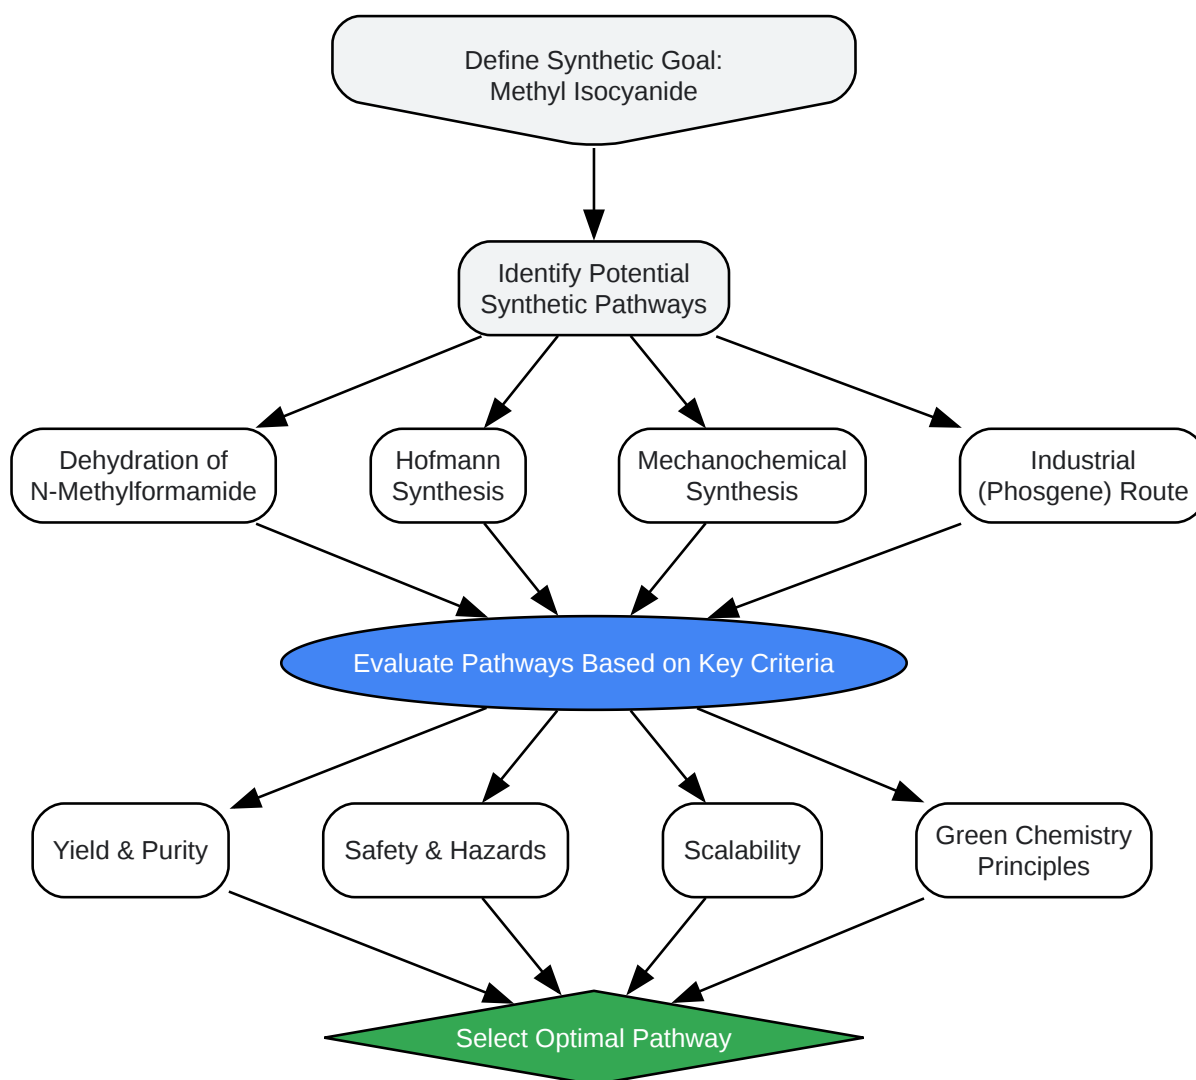 Define Synthetic Goal:
Methyl Isocyanide
Identify Potential
Synthetic Pathways
Dehydration of
N-Methylformamide
Hofmann
Synthesis
Mechanochemical
Synthesis
Industrial
(Phosgene) Route
Evaluate Pathways Based on Key Criteria
Yield & Purity
Safety & Hazards
Scalability
Green Chemistry
Principles
Select Optimal Pathway